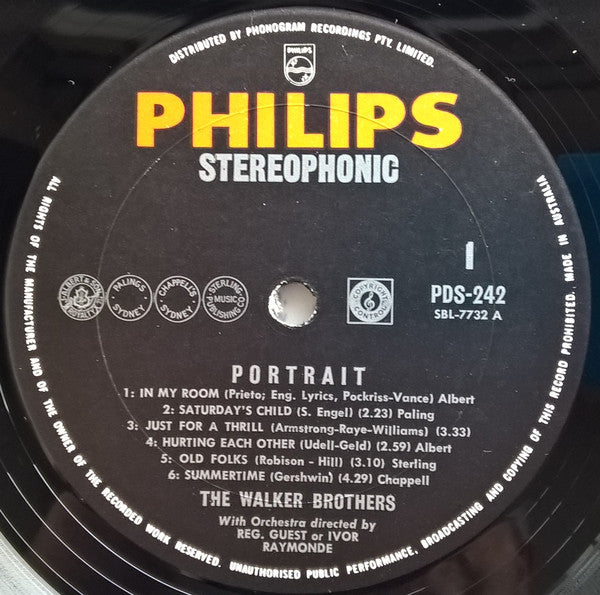 DISTRIBUTED BY PHONOGRAM RECORDINGS PTY. LIMITED.
PHILIPS
PHILIPS
STEREOPHONIC
1
ALBERT & SON
ROYALTY
PALINGS
SYDNEY
CHAPPELL'S
SYDNEY
STERLING
MUSIC
PUBLISHING CO.
COPYRIGHT
CONTROL
PDS-242
SBL-7732 A
PORTRAIT
1: IN MY ROOM (Prieto; Eng. Lyrics, Pockriss-Vance) Albert
2: SATURDAY'S CHILD (S. Engel) (2.23) Paling
3: JUST FOR A THRILL (Armstrong-Raye-Williams) (3.33)
4: HURTING EACH OTHER (Udell-Geld) (2.59) Albert
5: OLD FOLKS (Robison - Hill) (3.10) Sterling
6: SUMMERTIME (Gershwin) (4.29) Chappell
THE WALKER BROTHERS
With Orchestra directed by
REG. GUEST or IVOR
RAYMONDE
ALL RIGHTS OF THE MANUFACTURER AND OF THE OWNER OF THE RECORDED WORK RESERVED. UNAUTHORISED PUBLIC PERFORMANCE, BROADCASTING AND COPYING OF THIS RECORD PROHIBITED. MADE IN AUSTRALIA